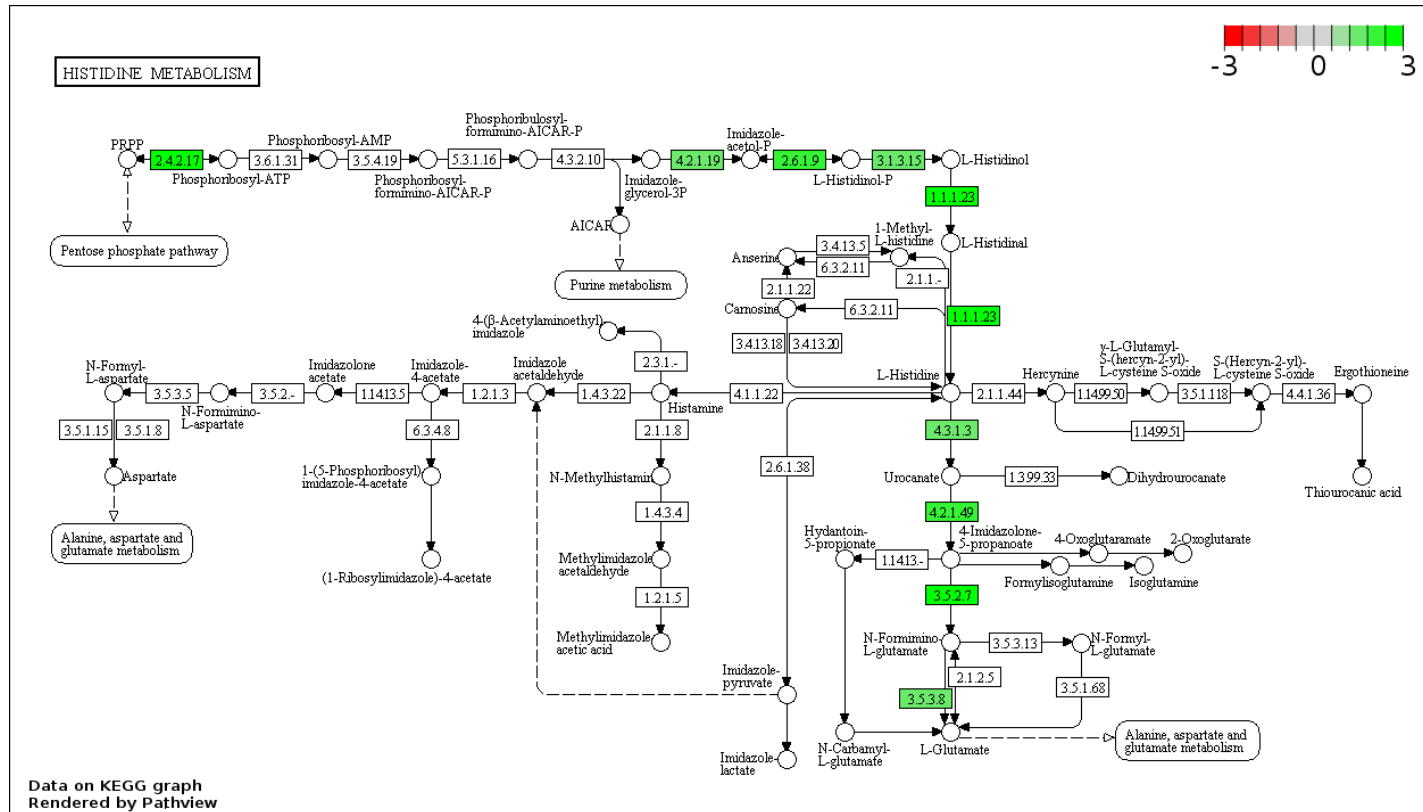 -3 0 3
HISTIDINE METABOLISM
PRPP
2.4.2.17
Phosphoribosyl-ATP
3.6.1.31
Phosphoribosyl-AMP
3.5.4.19
Phosphoribosyl-
formimino-AICAR-P
5.3.1.16
Phosphoribulosyl-
formimino-AICAR-P
4.3.2.10
Imidazole-
glycerol-3P
4.2.1.19
Imidazole-
acetol-P
2.6.1.9
L-Histidinol-P
3.1.3.15
L-Histidinol
1.1.1.23
L-Histidinal
Pentose phosphate pathway
AICAR
Purine metabolism
Anserine
3.4.13.5
6.3.2.11
1-Methyl-
L-histidine
2.1.1.-
2.1.1.22
Carnosine
6.3.2.11
1.1.1.23
3.4.13.18
3.4.13.20
4-(β-Acetylaminoethyl)
imidazole
2.3.1.-
N-Formyl-
L-aspartate
3.5.3.5
N-Formimino-
L-aspartate
3.5.2.-
Imidazolone
acetate
1.14.13.5
Imidazole-
4-acetate
1.2.1.3
Imidazole
acetaldehyde
1.4.3.22
Histamine
4.1.1.22
L-Histidine
2.1.1.44
Hercynine
1.14.99.50
γ-L-Glutamyl-
S-(hercyn-2-yl)-
L-cysteine S-oxide
3.5.1.118
S-(Hercyn-2-yl)-
L-cysteine S-oxide
4.4.1.36
Ergothioneine
1.14.99.51
3.5.1.15
3.5.1.8
6.3.4.8
2.1.1.8
2.6.1.38
4.3.1.3
Aspartate
1-(5-Phosphoribosyl)
imidazole-4-acetate
N-Methylhistamin
Urocanate
1.3.99.33
Dihydrourocanate
Thiourocanic acid
Alanine, aspartate and
glutamate metabolism
1.4.3.4
4.2.1.49
(1-Ribosylimidazole)-4-acetate
Methylimidazole
acetaldehyde
Hydantoin-
5-propionate
1.14.13.-
4-Imidazolone-
5-propanoate
4-Oxoglutaramate
2-Oxoglutarate
Formylisoglutamine
Isoglutamine
1.2.1.5
3.5.2.7
Methylimidazole
acetic acid
N-Formimino-
L-glutamate
3.5.3.13
N-Formyl-
L-glutamate
2.1.2.5
3.5.1.68
3.5.3.8
Imidazole-
pyruvate
Imidazole-
lactate
N-Carbamyl-
L-glutamate
L-Glutamate
Alanine, aspartate and
glutamate metabolism
Data on KEGG graph
Rendered by Pathview